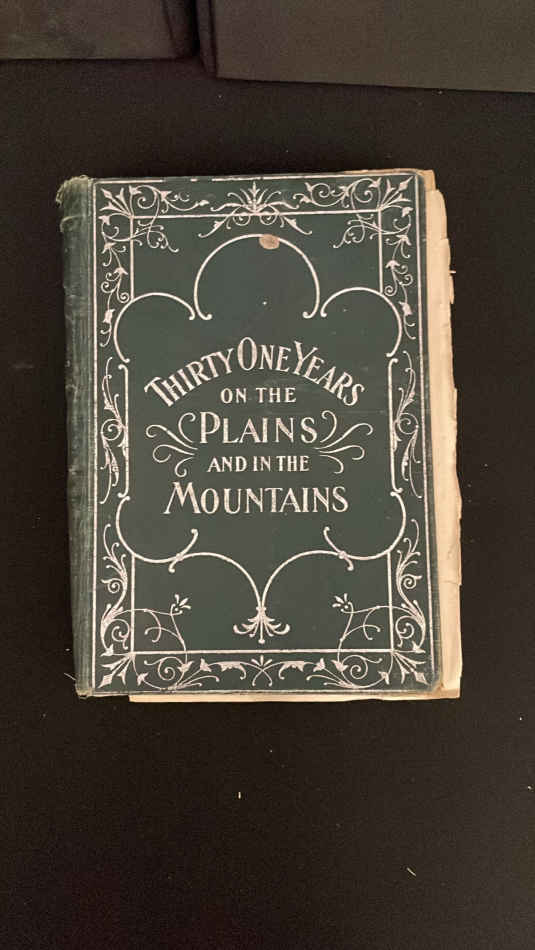 THIRTY ONE YEARS
ON THE
PLAINS
AND IN THE
MOUNTAINS